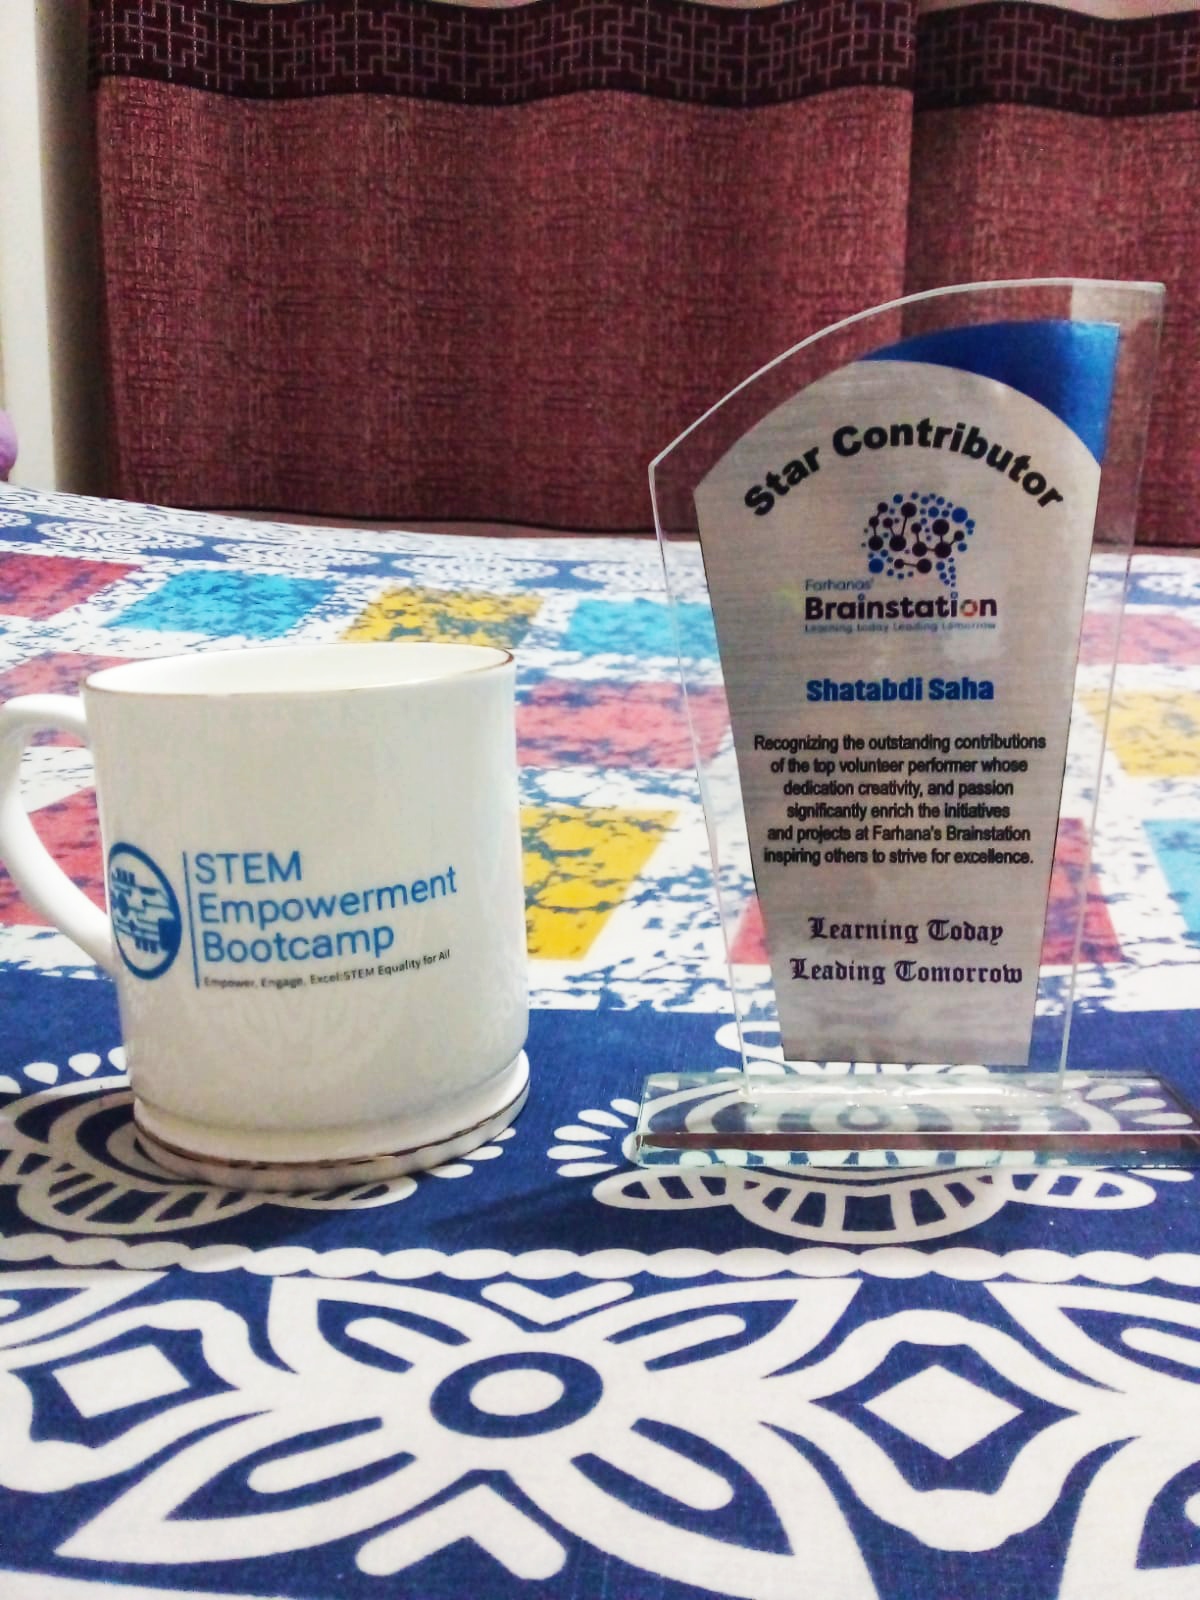 STEM
Empowerment
Bootcamp
Empower, Engage, Excel:STEM Equality for All
Star Contributor
Farhanas'
Brainstation
Learning today Leading tomorrow
Shatabdi Saha
Recognizing the outstanding contributions
of the top volunteer performer whose
dedication creativity, and passion
significantly enrich the initiatives
and projects at Farhana's Brainstation
inspiring others to strive for excellence.
Learning Today
Leading Tomorrow